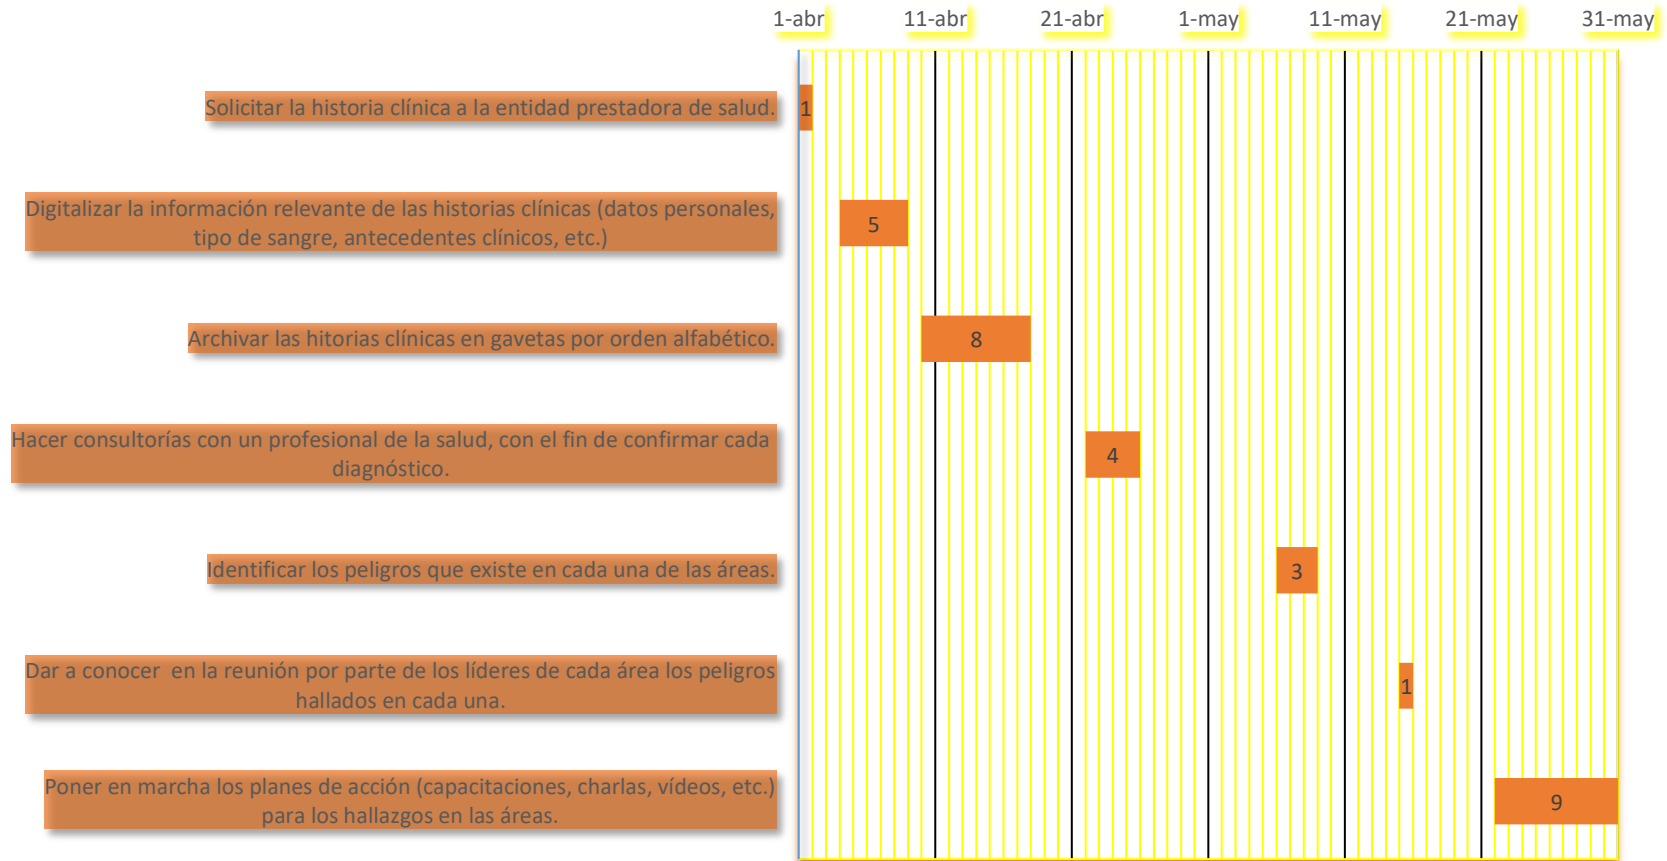 1-abr 11-abr 21-abr 1-may 11-may 21-may 31-may
Solicitar la historia clínica a la entidad prestadora de salud.
1
Digitalizar la información relevante de las historias clínicas (datos personales,
tipo de sangre, antecedentes clínicos, etc.)
5
Archivar las hitorias clínicas en gavetas por orden alfabético.
8
Hacer consultorías con un profesional de la salud, con el fin de confirmar cada
diagnóstico.
4
Identificar los peligros que existe en cada una de las áreas.
3
Dar a conocer  en la reunión por parte de los líderes de cada área los peligros
hallados en cada una.
1
Poner en marcha los planes de acción (capacitaciones, charlas, vídeos, etc.)
para los hallazgos en las áreas.
9